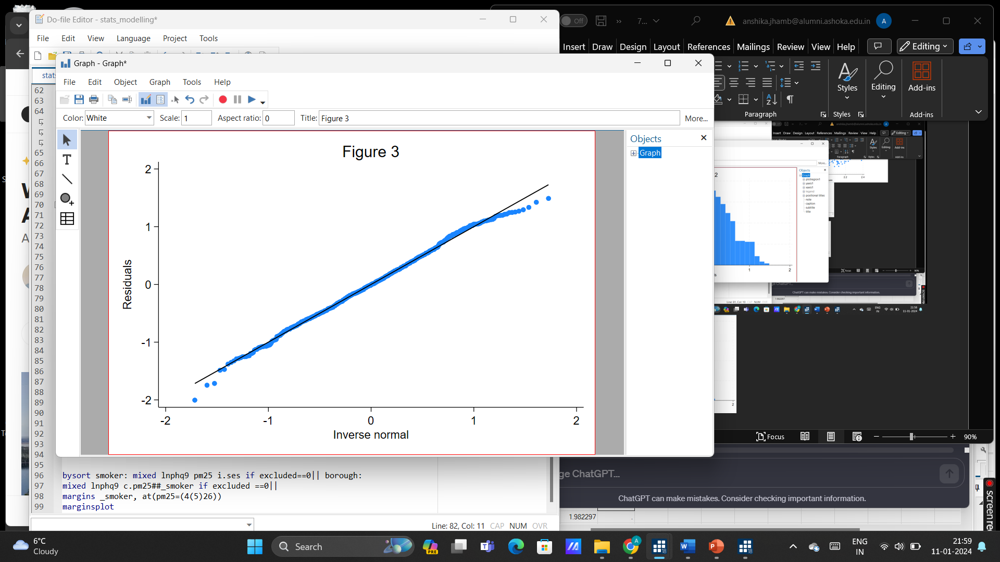 Do-file Editor - stats_modelling*
File Edit View Language Project Tools
Off
7...
anshika.jhamb@alumni.ashoka.edu.in
A
Insert Draw Design Layout References Mailings Review View Help
Editing
Styles
Editing
Add-ins
Paragraph
Styles
Add-ins
Graph - Graph*
File Edit Object Graph Tools Help
Color: White Scale: 1 Aspect ratio: 0 Title: Figure 3 More...
Objects
Graph
Figure 3
2
1
0
-1
-2
Residuals
-2 -1 0 1 2
Inverse normal
62
63
64
65
66
67
68
69
70
71
72
73
74
75
76
77
78
79
80
81
82
83
84
85
86
87
88
89
90
91
92
93
94
95
96 bysort smoker: mixed lnphq9 pm25 i.ses if excluded==0|| borough:
97 mixed lnphq9 c.pm25##_smoker if excluded ==0||
98 margins _smoker, at(pm25=(4(5)26))
99 marginsplot
Line: 82, Col: 11 CAP NUM OVR
Focus
90%
ge ChatGPT...
ChatGPT can make mistakes. Consider checking important information.
1.982297 .
screen re
6°C
Cloudy
Search
PRE
ENG
IN
21:59
11-01-2024